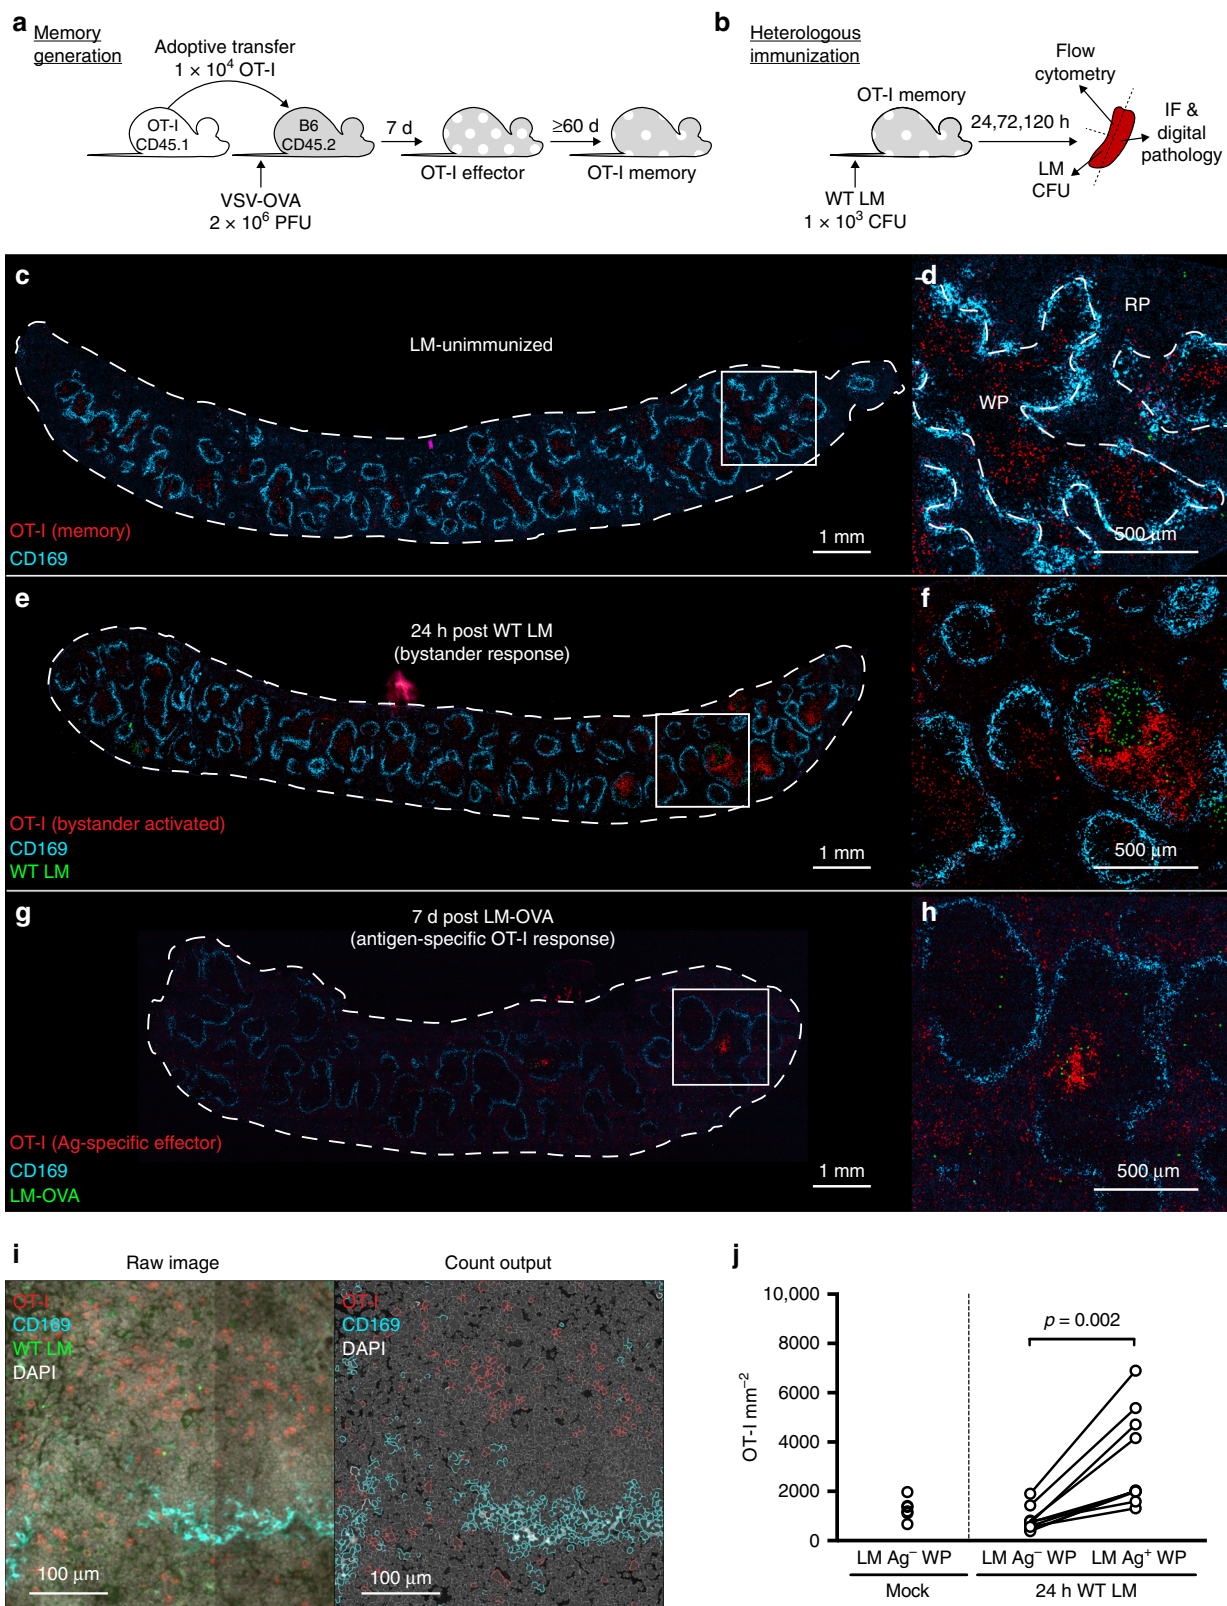 a
Memory
generation
Adoptive transfer
1 × 10⁴ OT-I
OT-I
CD45.1
B6
CD45.2
7 d
≥60 d
OT-I effector
OT-I memory
VSV-OVA
2 × 10⁶ PFU
b
Heterologous
immunization
OT-I memory
24,72,120 h
Flow
cytometry
IF &
digital
pathology
LM
CFU
WT LM
1 × 10³ CFU
c
LM-unimmunized
OT-I (memory)
CD169
1 mm
d
RP
WP
500 µm
e
24 h post WT LM
(bystander response)
OT-I (bystander activated)
CD169
WT LM
1 mm
f
500 µm
g
7 d post LM-OVA
(antigen-specific OT-I response)
OT-I (Ag-specific effector)
CD169
LM-OVA
1 mm
h
500 µm
i
Raw image
Count output
OT-I
CD169
WT LM
DAPI
100 µm
OT-I
CD169
DAPI
100 µm
j
OT-I mm⁻²
10,000
8000
6000
4000
2000
0
p = 0.002
LM Ag⁻ WP
LM Ag⁻ WP
LM Ag⁺ WP
Mock
24 h WT LM